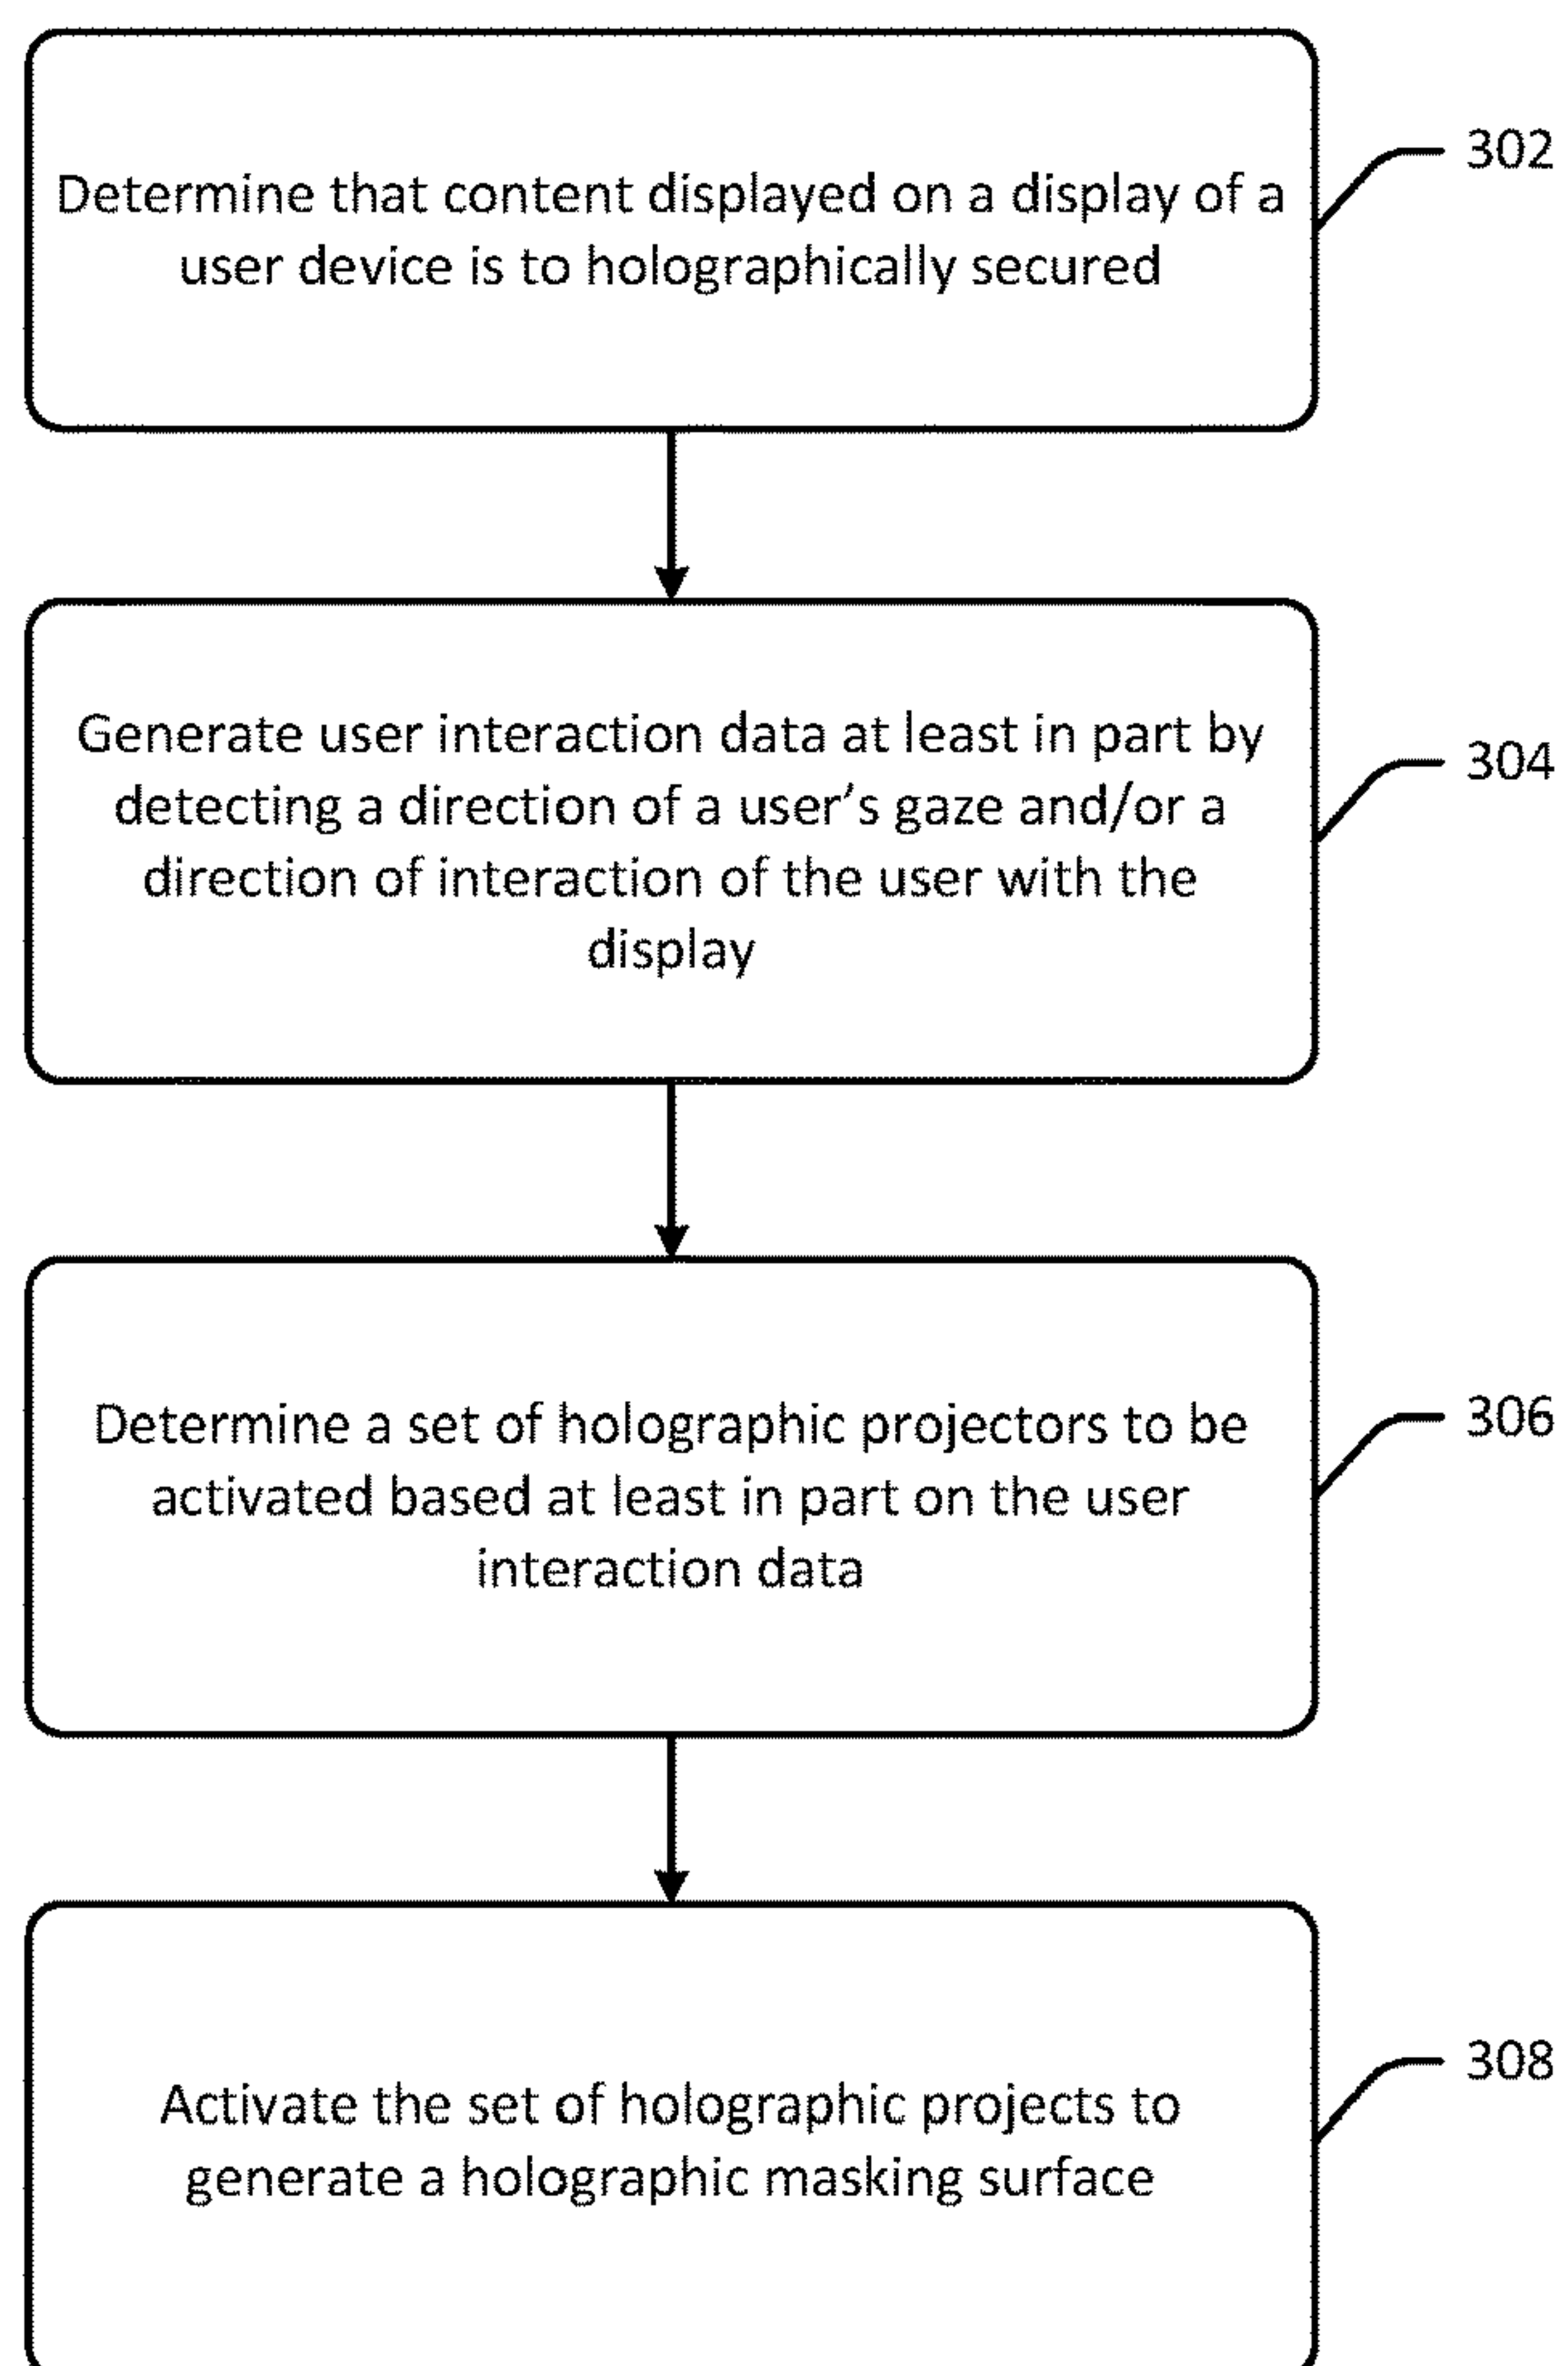 Determine that content displayed on a display of a
user device is to holographically secured
302
Generate user interaction data at least in part by
detecting a direction of a user's gaze and/or a
direction of interaction of the user with the
display
304
Determine a set of holographic projectors to be
activated based at least in part on the user
interaction data
306
Activate the set of holographic projects to
generate a holographic masking surface
308